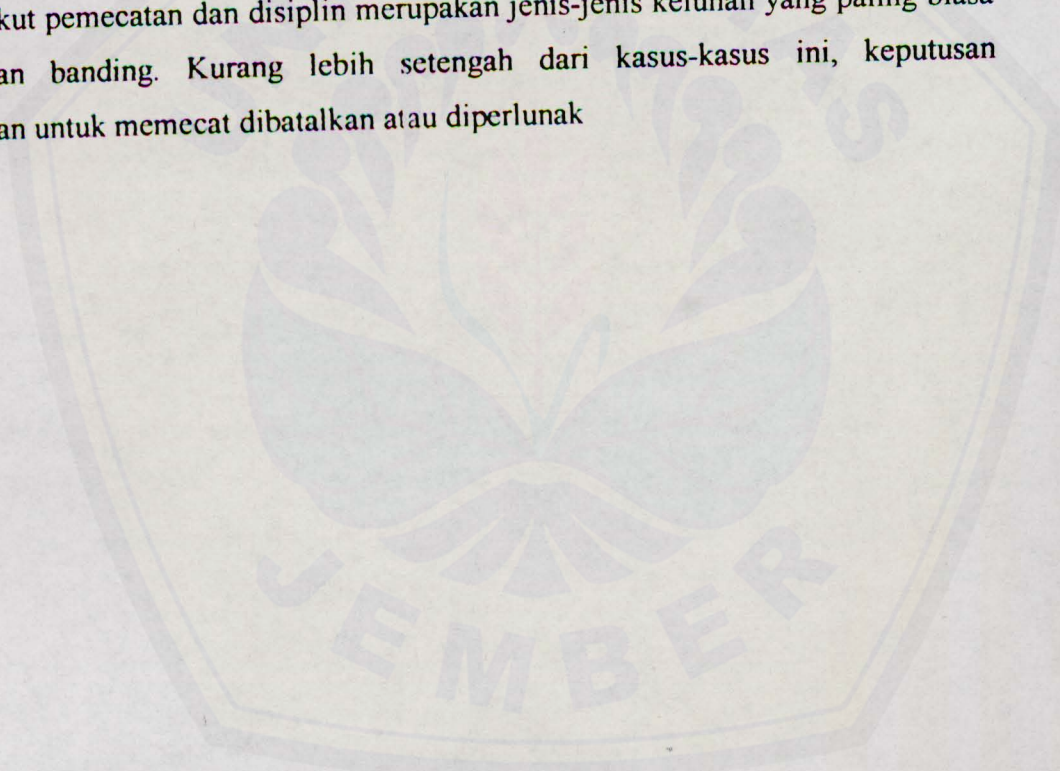 kut pemecatan dan disiplin merupakan jenis-jenis keluhan yang paling biasa
an banding. Kurang lebih setengah dari kasus-kasus ini, keputusan
an untuk memecat dibatalkan atau diperlunak
JEMBER